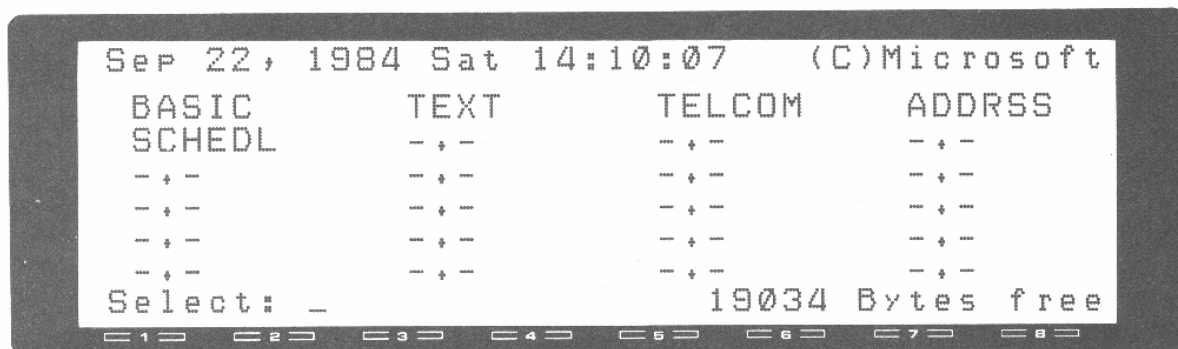 Sep 22, 1984 Sat 14:10:07 (C)Microsoft
BASIC TEXT TELCOM ADDRSS
SCHEDL -.- -.- -.-
-.- -.- -.- -.-
-.- -.- -.- -.-
-.- -.- -.- -.-
-.- -.- -.- -.-
Select: _ 19034 Bytes free
1 2 3 4 5 6 7 8